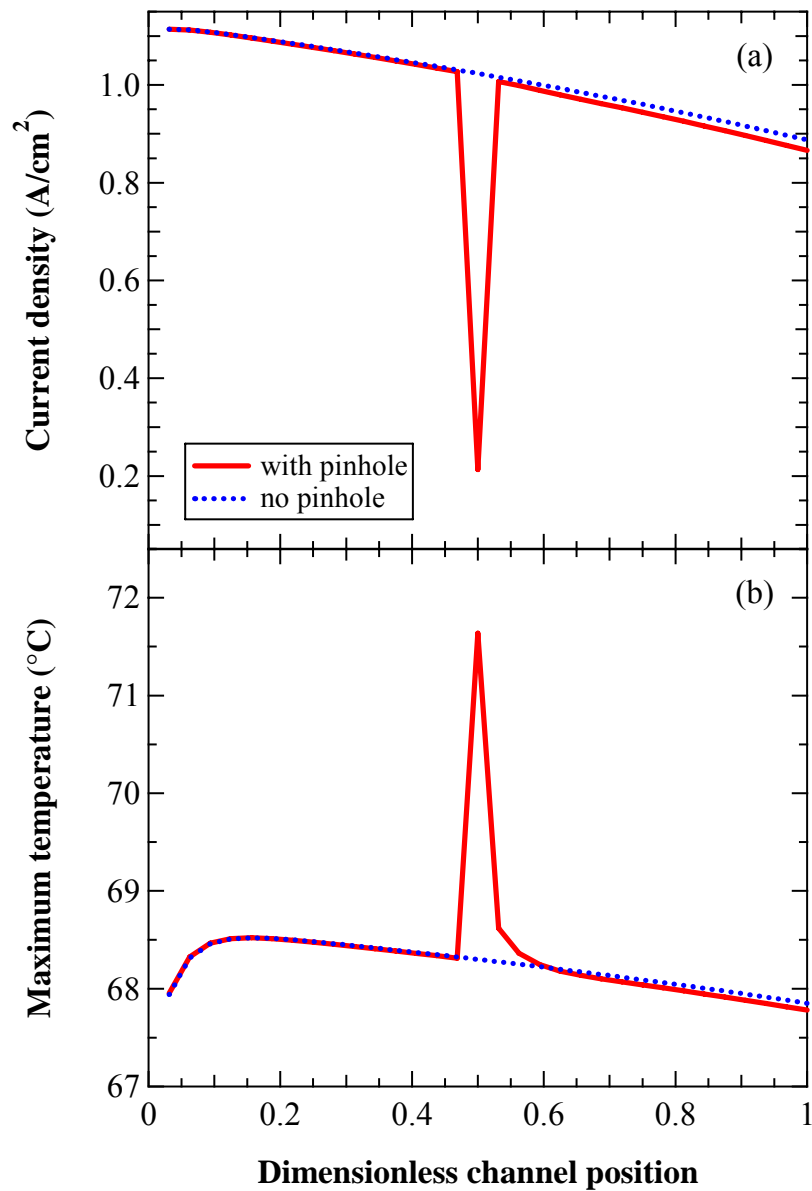 (a)
Current density (A/cm²)
1.0
0.8
0.6
0.4
0.2
with pinhole
no pinhole
(b)
Maximum temperature (°C)
72
71
70
69
68
67
0 0.2 0.4 0.6 0.8 1
Dimensionless channel position